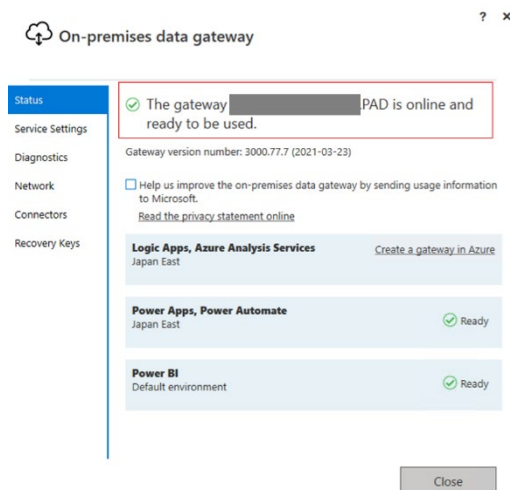 ? ×
On-premises data gateway
Status
Service Settings
Diagnostics
Network
Connectors
Recovery Keys
The gateway .PAD is online and
ready to be used.
Gateway version number: 3000.77.7 (2021-03-23)
Help us improve the on-premises data gateway by sending usage information
to Microsoft.
Read the privacy statement online
Logic Apps, Azure Analysis Services
Create a gateway in Azure
Japan East
Power Apps, Power Automate
Japan East
Ready
Power BI
Default environment
Ready
Close